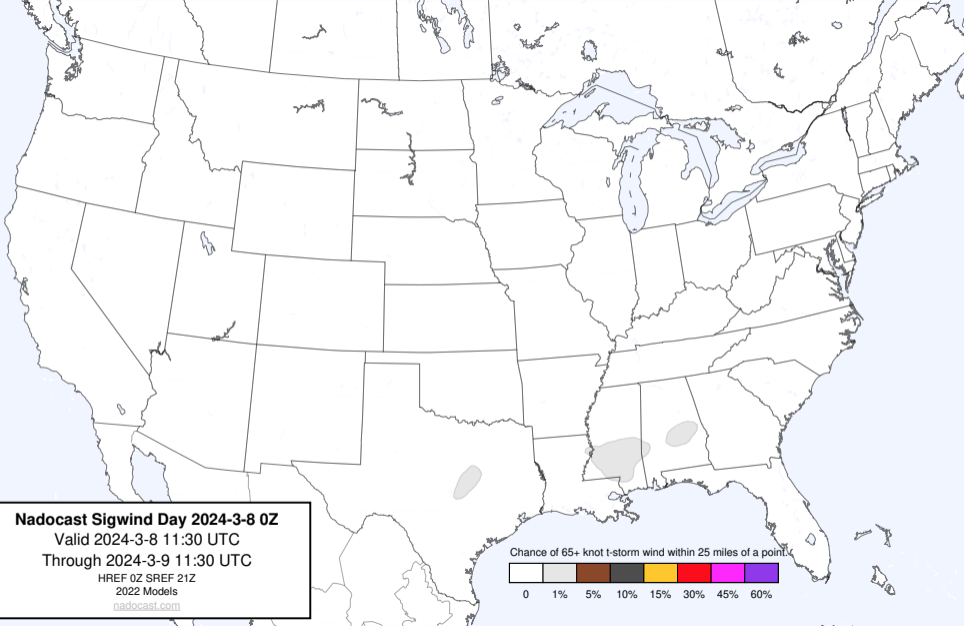 Nadocast Sigwind Day 2024-3-8 0Z
Valid 2024-3-8 11:30 UTC
Through 2024-3-9 11:30 UTC
HREF 0Z SREF 21Z
2022 Models
nadocast.com
Chance of 65+ knot t-storm wind within 25 miles of a point.
0 1% 5% 10% 15% 30% 45% 60%